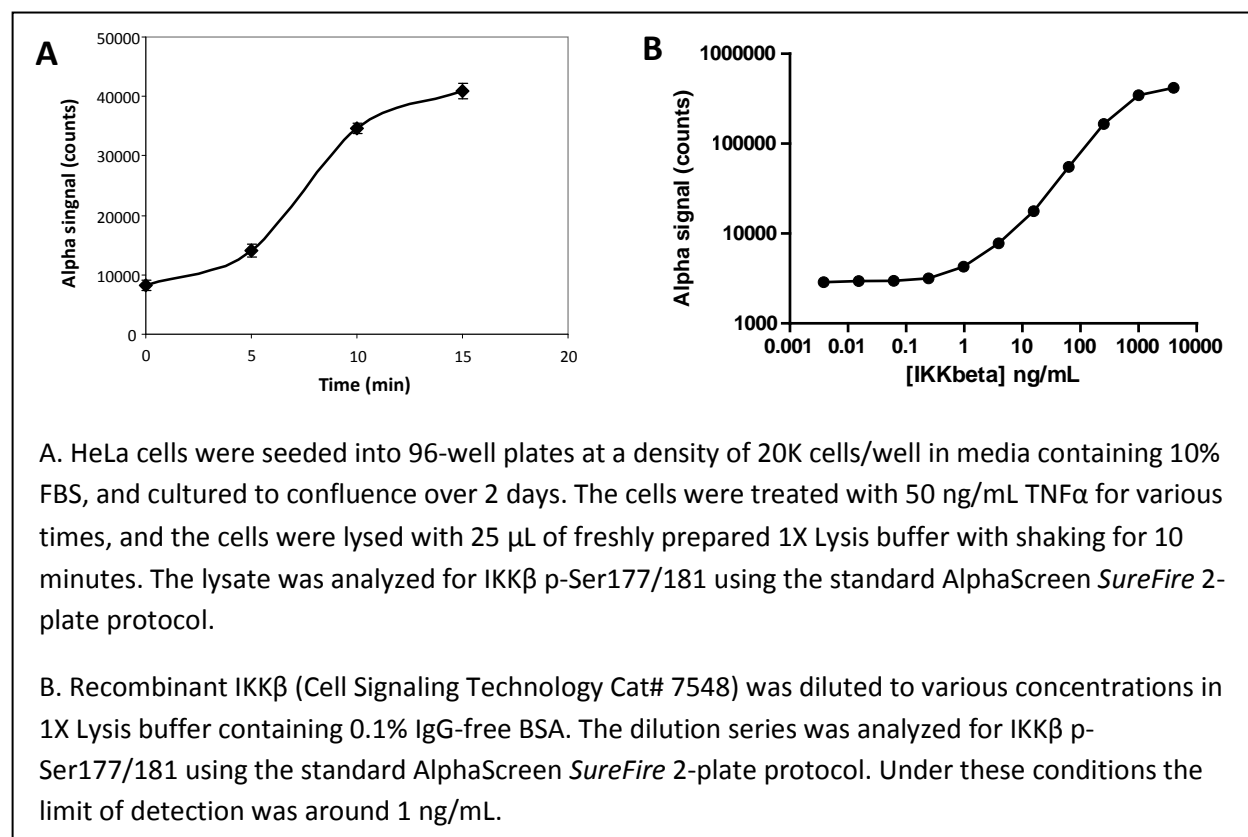 A
50000
40000
30000
20000
10000
0
Alpha singnal (counts)
0 5 10 15 20
Time (min)
B
1000000
100000
10000
1000
Alpha signal (counts)
0.001 0.01 0.1 1 10 100 1000 10000
[IKKbeta] ng/mL
A. HeLa cells were seeded into 96-well plates at a density of 20K cells/well in media containing 10%
FBS, and cultured to confluence over 2 days. The cells were treated with 50 ng/mL TNFα for various
times, and the cells were lysed with 25 µL of freshly prepared 1X Lysis buffer with shaking for 10
minutes. The lysate was analyzed for IKKβ p-Ser177/181 using the standard AlphaScreen SureFire 2-
plate protocol.
B. Recombinant IKKβ (Cell Signaling Technology Cat# 7548) was diluted to various concentrations in
1X Lysis buffer containing 0.1% IgG-free BSA. The dilution series was analyzed for IKKβ p-
Ser177/181 using the standard AlphaScreen SureFire 2-plate protocol. Under these conditions the
limit of detection was around 1 ng/mL.